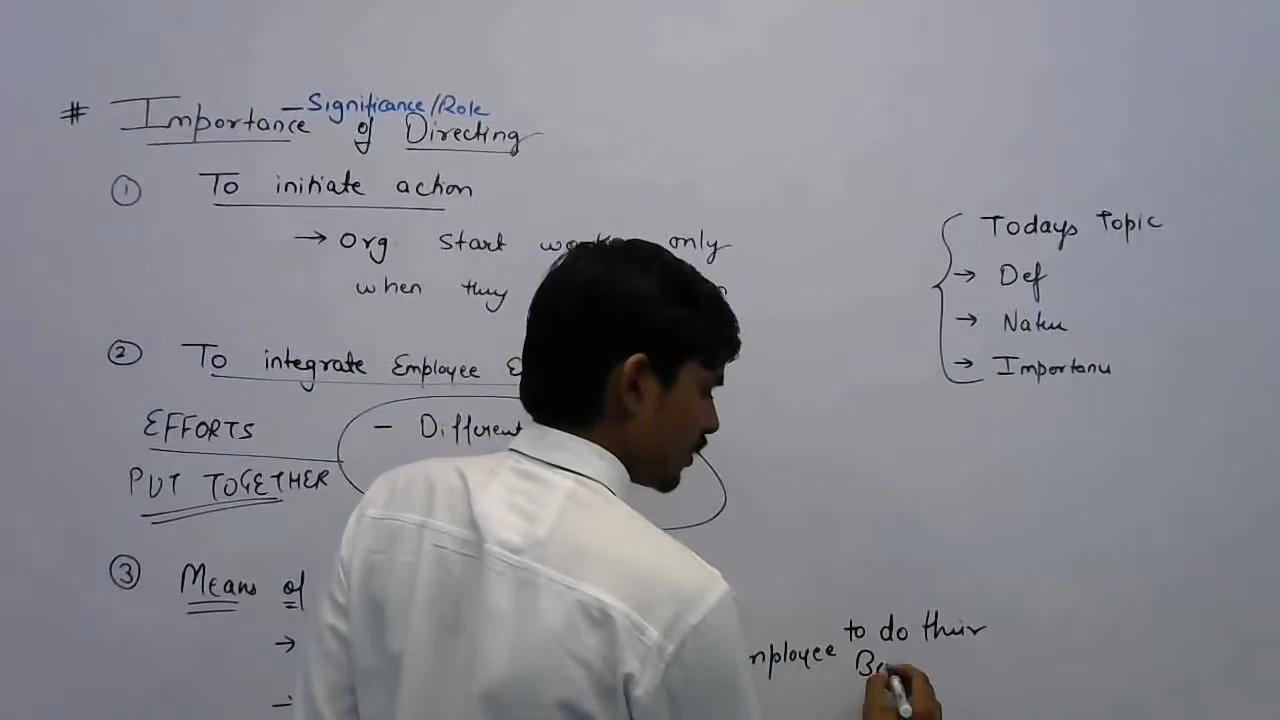 # Importance - Significance/Role
of Directing
① To initiate action
→ Org. start only
when they
② To integrate Employee
EFFORTS
PUT TOGETHER
- Different
③ Means of
→
→
to do their
Be
Todays Topic
→ Def
→ Natu
→ Importanu